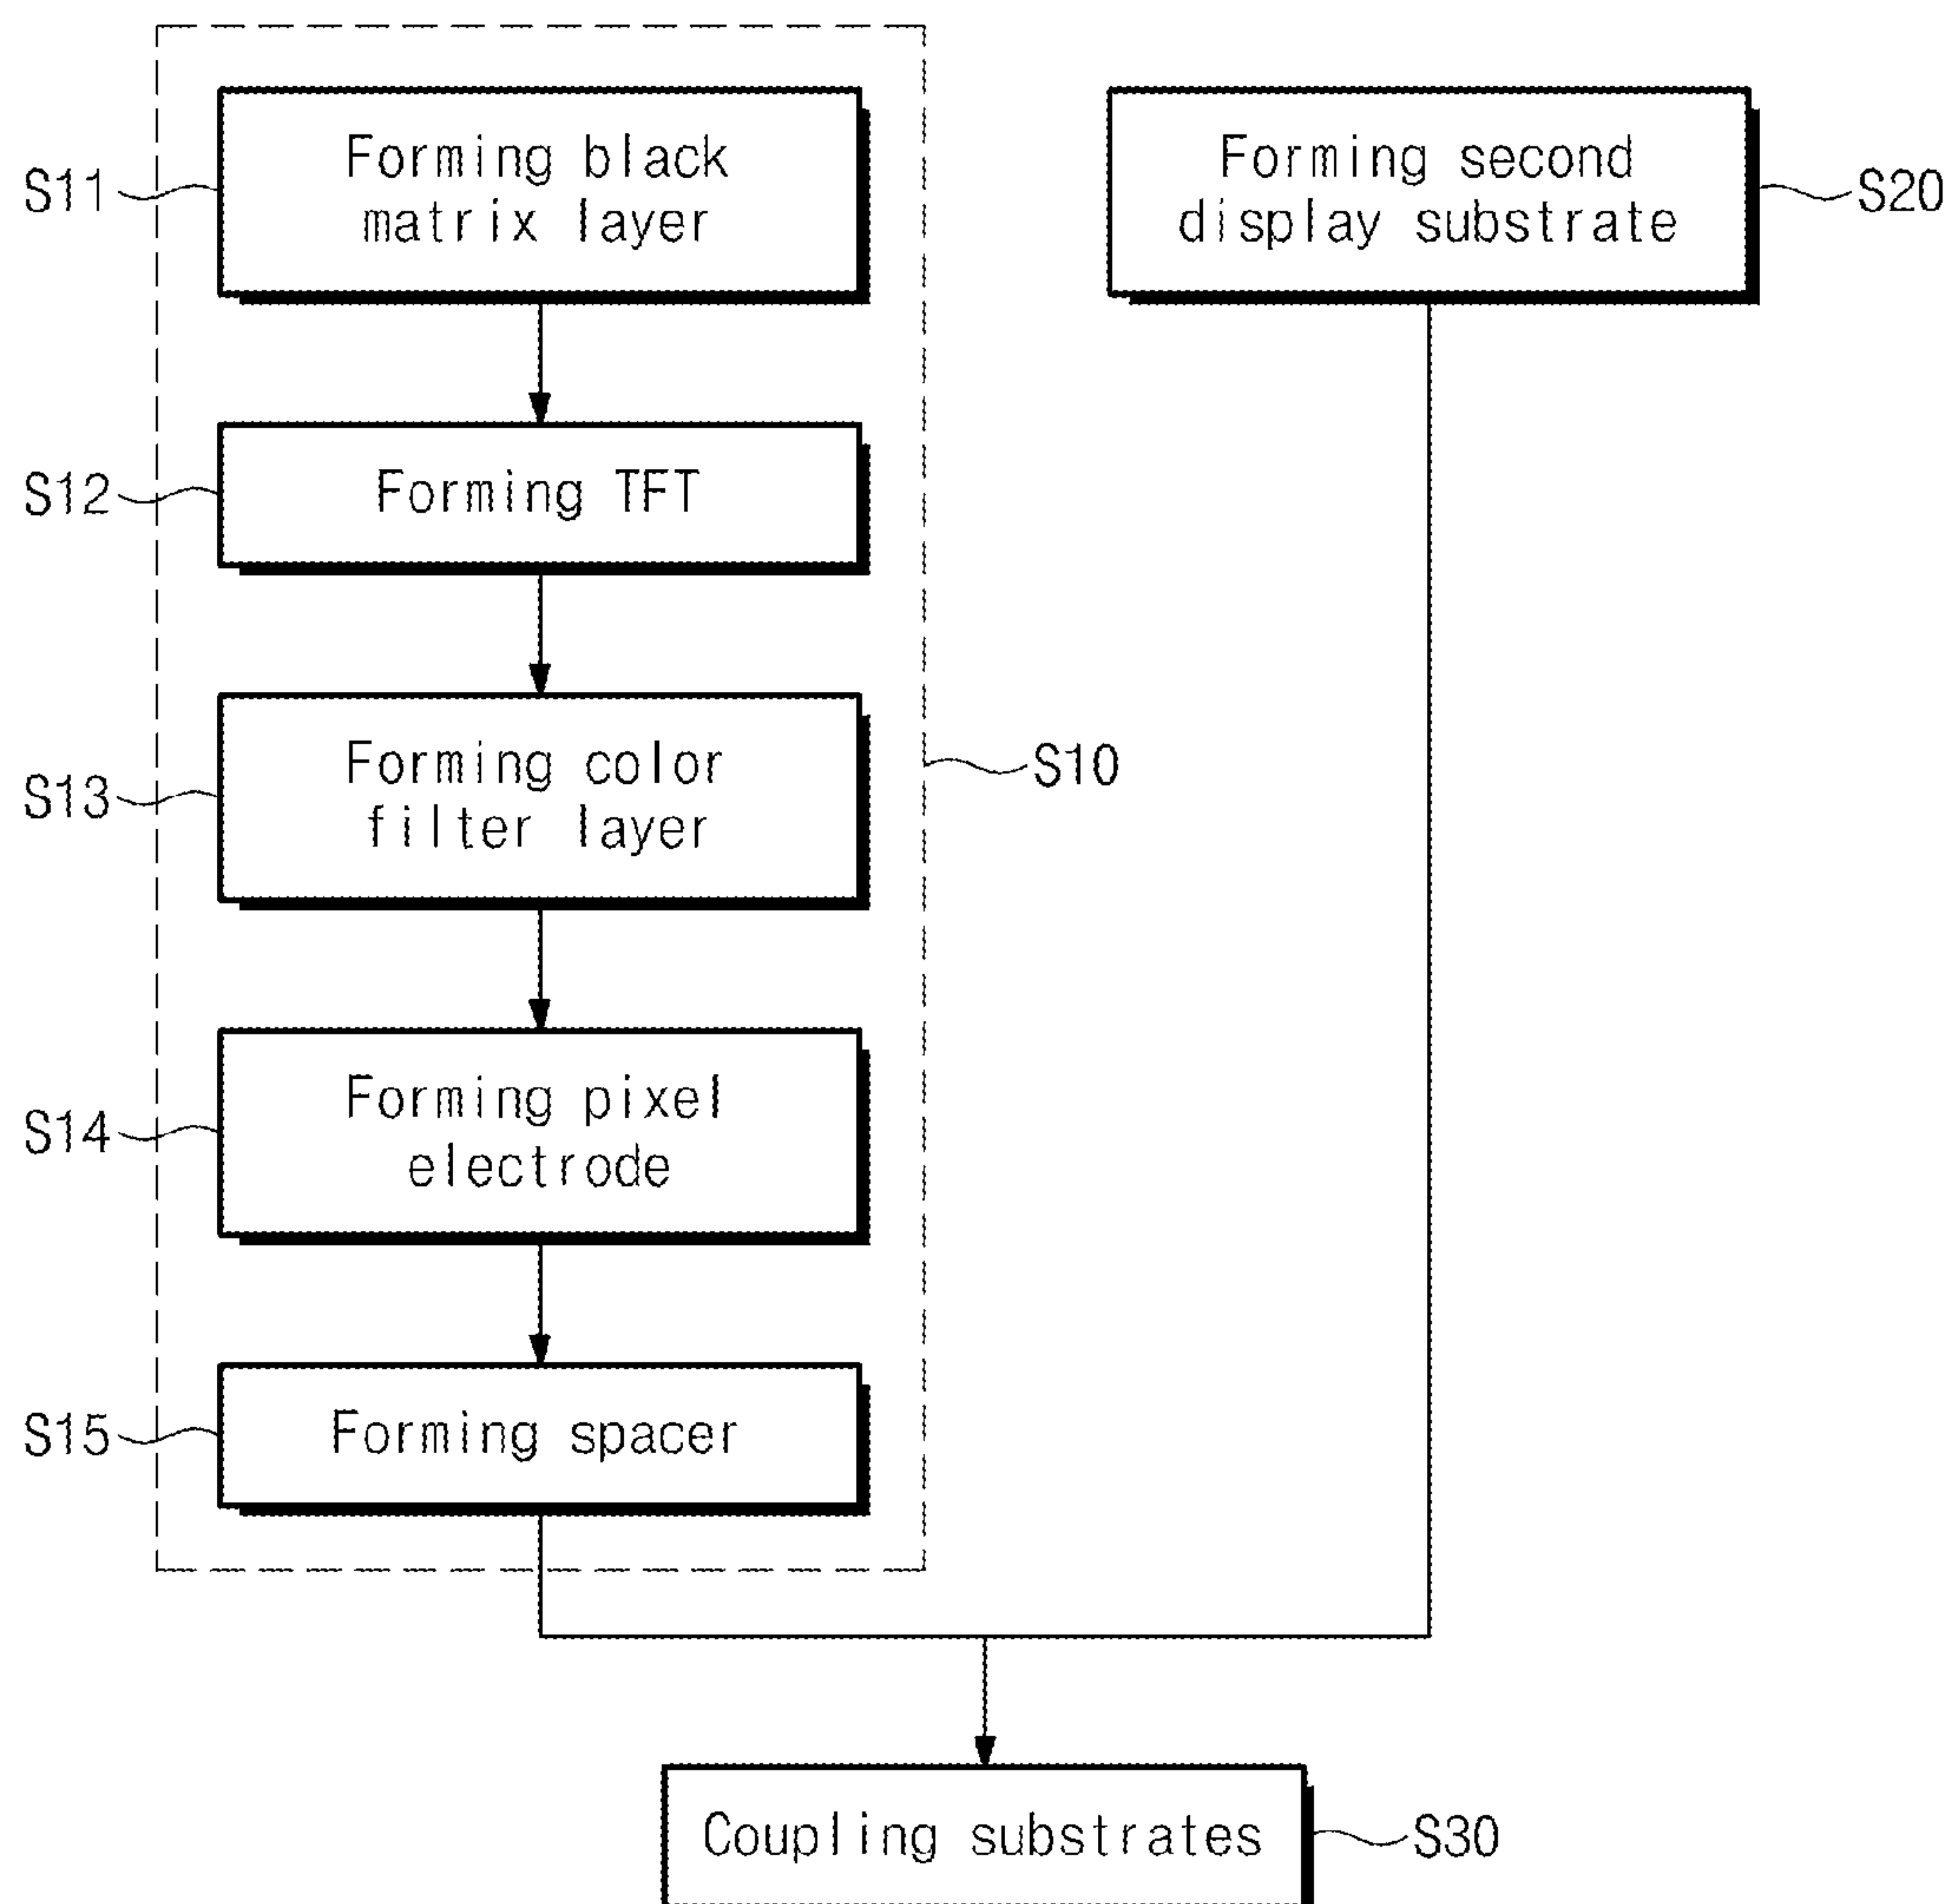 S11
Forming black
matrix layer
Forming second
display substrate
S20
S12
Forming TFT
S13
Forming color
filter layer
S10
S14
Forming pixel
electrode
S15
Forming spacer
Coupling substrates
S30